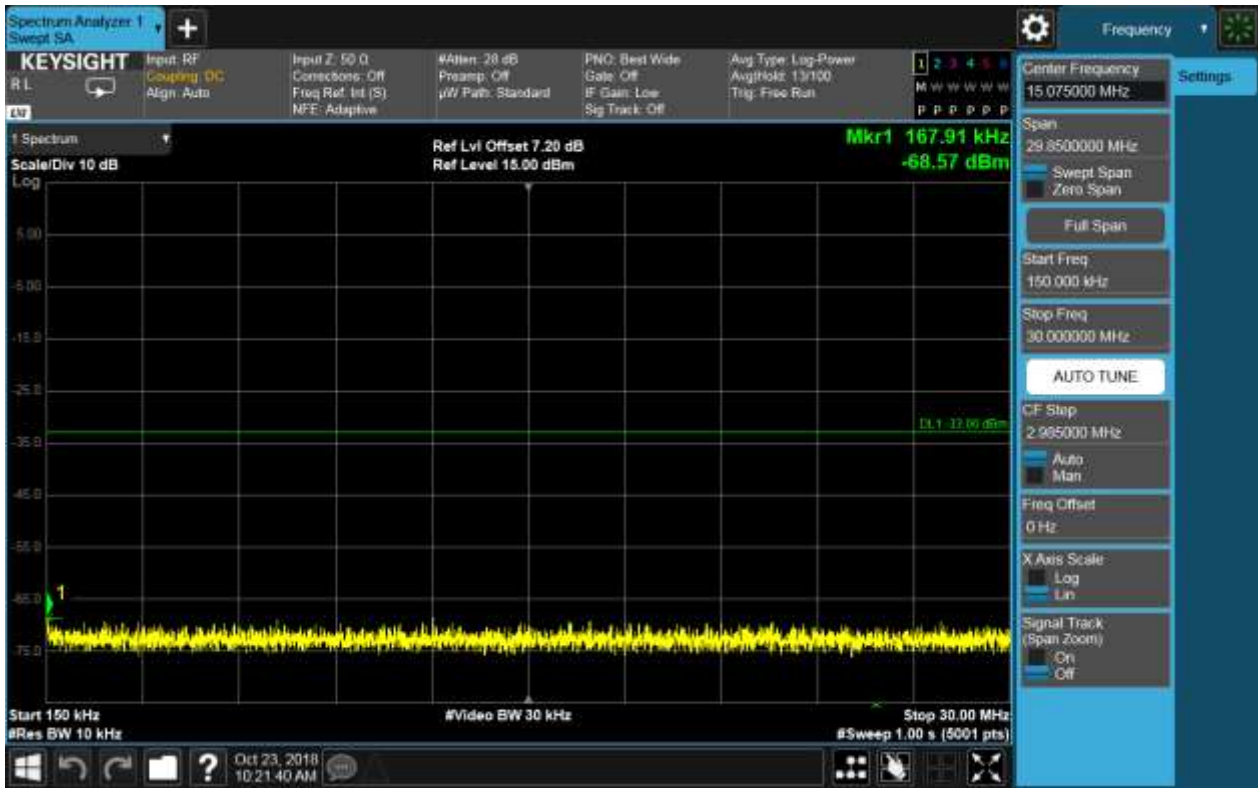 Spectrum Analyzer 1
Swept SA
+
Frequency
KEYSIGHT
R L
Input: RF
Coupling: DC
Align: Auto
Input Z: 50 Ω
Corrections: Off
Freq Ref: Int (S)
NFE: Adaptive
#Atten: 28 dB
Preamp: Off
µW Path: Standard
PNO: Best Wide
Gate: Off
IF Gain: Low
Sig Track: Off
Avg Type: Log-Power
Avg|Hold: 13/100
Trig: Free Run
1 2 3 4 5 6
M W W W W W
P P P P P P
1 Spectrum
Scale/Div 10 dB
Log
Ref Lvl Offset 7.20 dB
Ref Level 15.00 dBm
Mkr1 167.91 kHz
-68.57 dBm
5.00
-5.00
-15.0
-25.0
-35.0
-45.0
-55.0
-65.0
-75.0
DL1 -33.00 dBm
1
Start 150 kHz
#Res BW 10 kHz
#Video BW 30 kHz
Stop 30.00 MHz
#Sweep 1.00 s (5001 pts)
Center Frequency
15.075000 MHz
Settings
Span
29.8500000 MHz
Swept Span
Zero Span
Full Span
Start Freq
150.000 kHz
Stop Freq
30.000000 MHz
AUTO TUNE
CF Step
2.985000 MHz
Auto
Man
Freq Offset
0 Hz
X Axis Scale
Log
Lin
Signal Track
(Span Zoom)
On
Off
?
Oct 23, 2018
10:21:40 AM